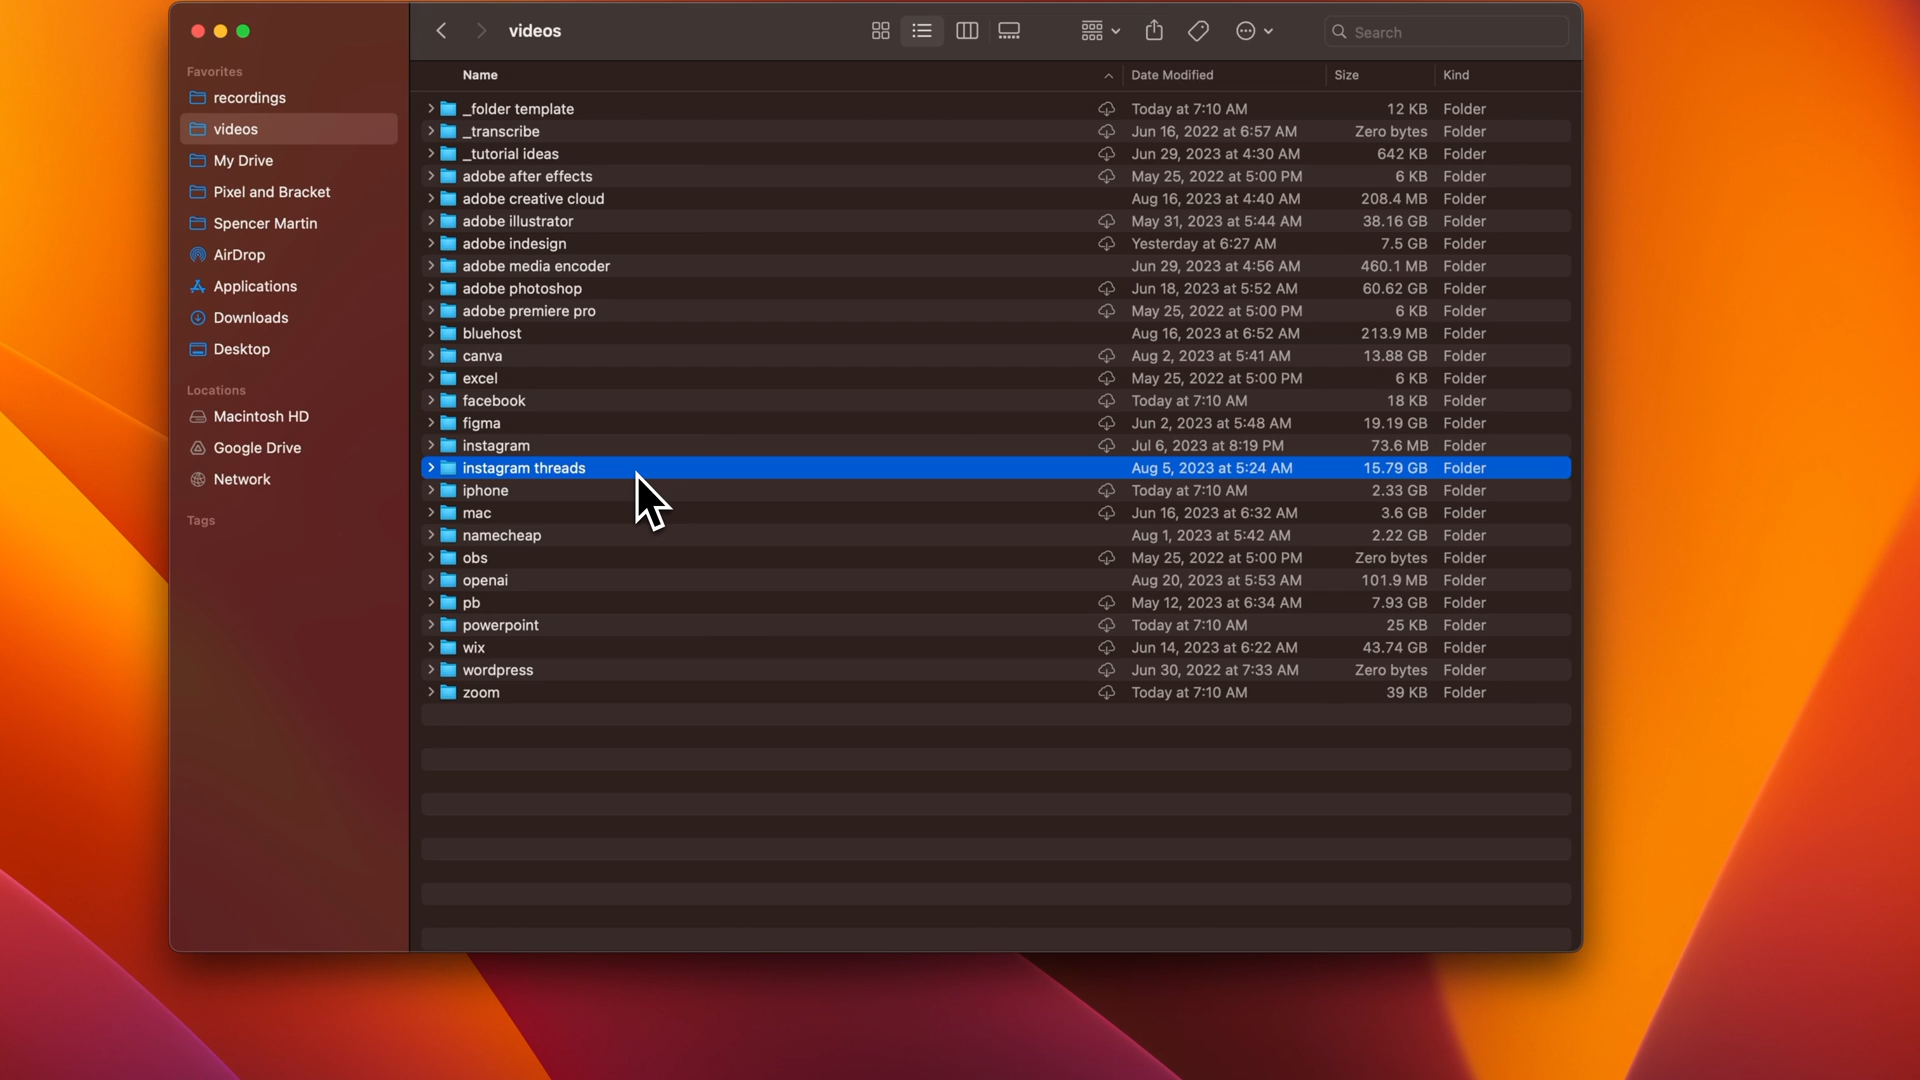 videos
Search
Favorites
recordings
videos
My Drive
Pixel and Bracket
Spencer Martin
AirDrop
Applications
Downloads
Desktop
Locations
Macintosh HD
Google Drive
Network
Tags
Name Date Modified Size Kind
_folder template Today at 7:10 AM 12 KB Folder
_transcribe Jun 16, 2022 at 6:57 AM Zero bytes Folder
_tutorial ideas Jun 29, 2023 at 4:30 AM 642 KB Folder
adobe after effects May 25, 2022 at 5:00 PM 6 KB Folder
adobe creative cloud Aug 16, 2023 at 4:40 AM 208.4 MB Folder
adobe illustrator May 31, 2023 at 5:44 AM 38.16 GB Folder
adobe indesign Yesterday at 6:27 AM 7.5 GB Folder
adobe media encoder Jun 29, 2023 at 4:56 AM 460.1 MB Folder
adobe photoshop Jun 18, 2023 at 5:52 AM 60.62 GB Folder
adobe premiere pro May 25, 2022 at 5:00 PM 6 KB Folder
bluehost Aug 16, 2023 at 6:52 AM 213.9 MB Folder
canva Aug 2, 2023 at 5:41 AM 13.88 GB Folder
excel May 25, 2022 at 5:00 PM 6 KB Folder
facebook Today at 7:10 AM 18 KB Folder
figma Jun 2, 2023 at 5:48 AM 19.19 GB Folder
instagram Jul 6, 2023 at 8:19 PM 73.6 MB Folder
instagram threads Aug 5, 2023 at 5:24 AM 15.79 GB Folder
iphone Today at 7:10 AM 2.33 GB Folder
mac Jun 16, 2023 at 6:32 AM 3.6 GB Folder
namecheap Aug 1, 2023 at 5:42 AM 2.22 GB Folder
obs May 25, 2022 at 5:00 PM Zero bytes Folder
openai Aug 20, 2023 at 5:53 AM 101.9 MB Folder
pb May 12, 2023 at 6:34 AM 7.93 GB Folder
powerpoint Today at 7:10 AM 25 KB Folder
wix Jun 14, 2023 at 6:22 AM 43.74 GB Folder
wordpress Jun 30, 2022 at 7:33 AM Zero bytes Folder
zoom Today at 7:10 AM 39 KB Folder